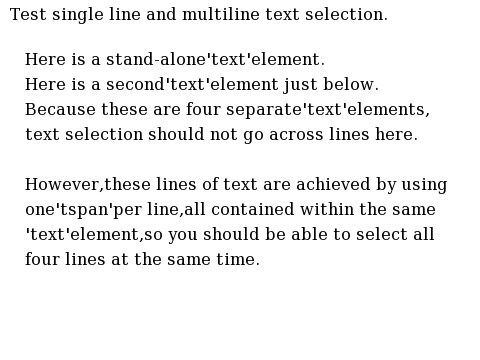 Test single line and multiline text selection.
Here is a stand-alone'text'element.
Here is a second'text'element just below.
Because these are four separate'text'elements,
text selection should not go across lines here.
However,these lines of text are achieved by using
one'tspan'per line,all contained within the same
'text'element,so you should be able to select all
four lines at the same time.